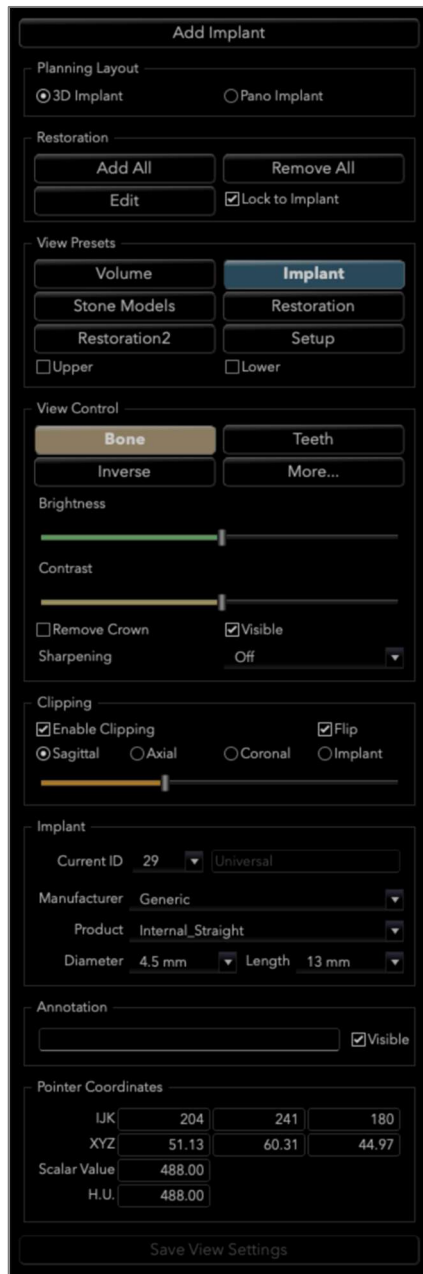 Add Implant
Planning Layout
3D Implant Pano Implant
Restoration
Add All Remove All
Edit Lock to Implant
View Presets
Volume Implant
Stone Models Restoration
Restoration2 Setup
Upper Lower
View Control
Bone Teeth
Inverse More...
Brightness
Contrast
Remove Crown Visible
Sharpening Off
Clipping
Enable Clipping Flip
Sagittal Axial Coronal Implant
Implant
Current ID 29 Universal
Manufacturer Generic
Product Internal_Straight
Diameter 4.5 mm Length 13 mm
Annotation
Visible
Pointer Coordinates
IJK 204 241 180
XYZ 51.13 60.31 44.97
Scalar Value 488.00
H.U. 488.00
Save View Settings